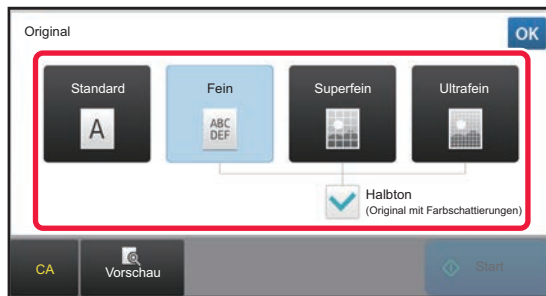 Original
OK
Standard
Fein
Superfein
Ultrafein
A
ABC
DEF
Halbton
(Original mit Farbschattierungen)
CA
Vorschau
Start